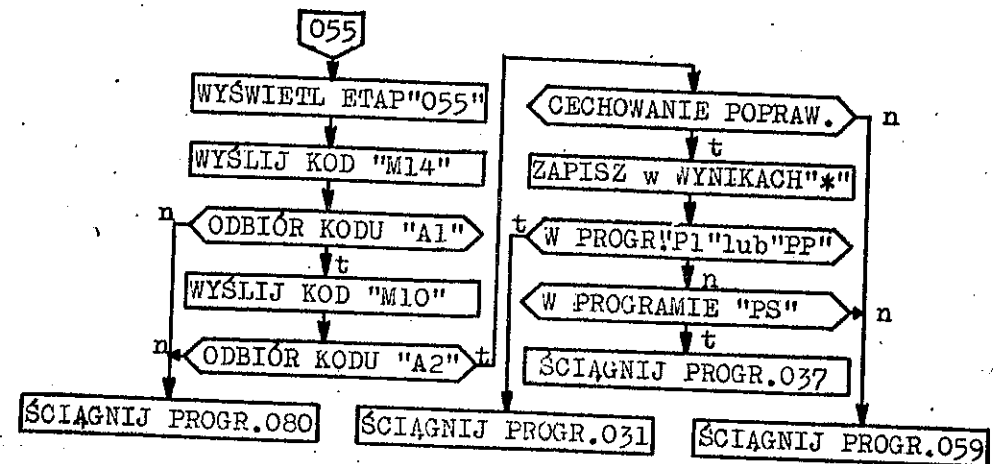 055
WYŚWIETL ETAP"055"
WYŚLIJ KOD "M14"
n
ODBIÓR KODU "A1"
t
WYŚLIJ KOD "M10"
n
ODBIÓR KODU "A2"
t
ŚCIĄGNIJ PROGR.080
CECHOWANIE POPRAW.
n
t
ZAPISZ w WYNIKACH"*"
t
W PROGR."P1"lub"PP"
n
W PROGRAMIE "PS"
n
t
ŚCIĄGNIJ PROGR.037
ŚCIĄGNIJ PROGR.031
ŚCIĄGNIJ PROGR.059